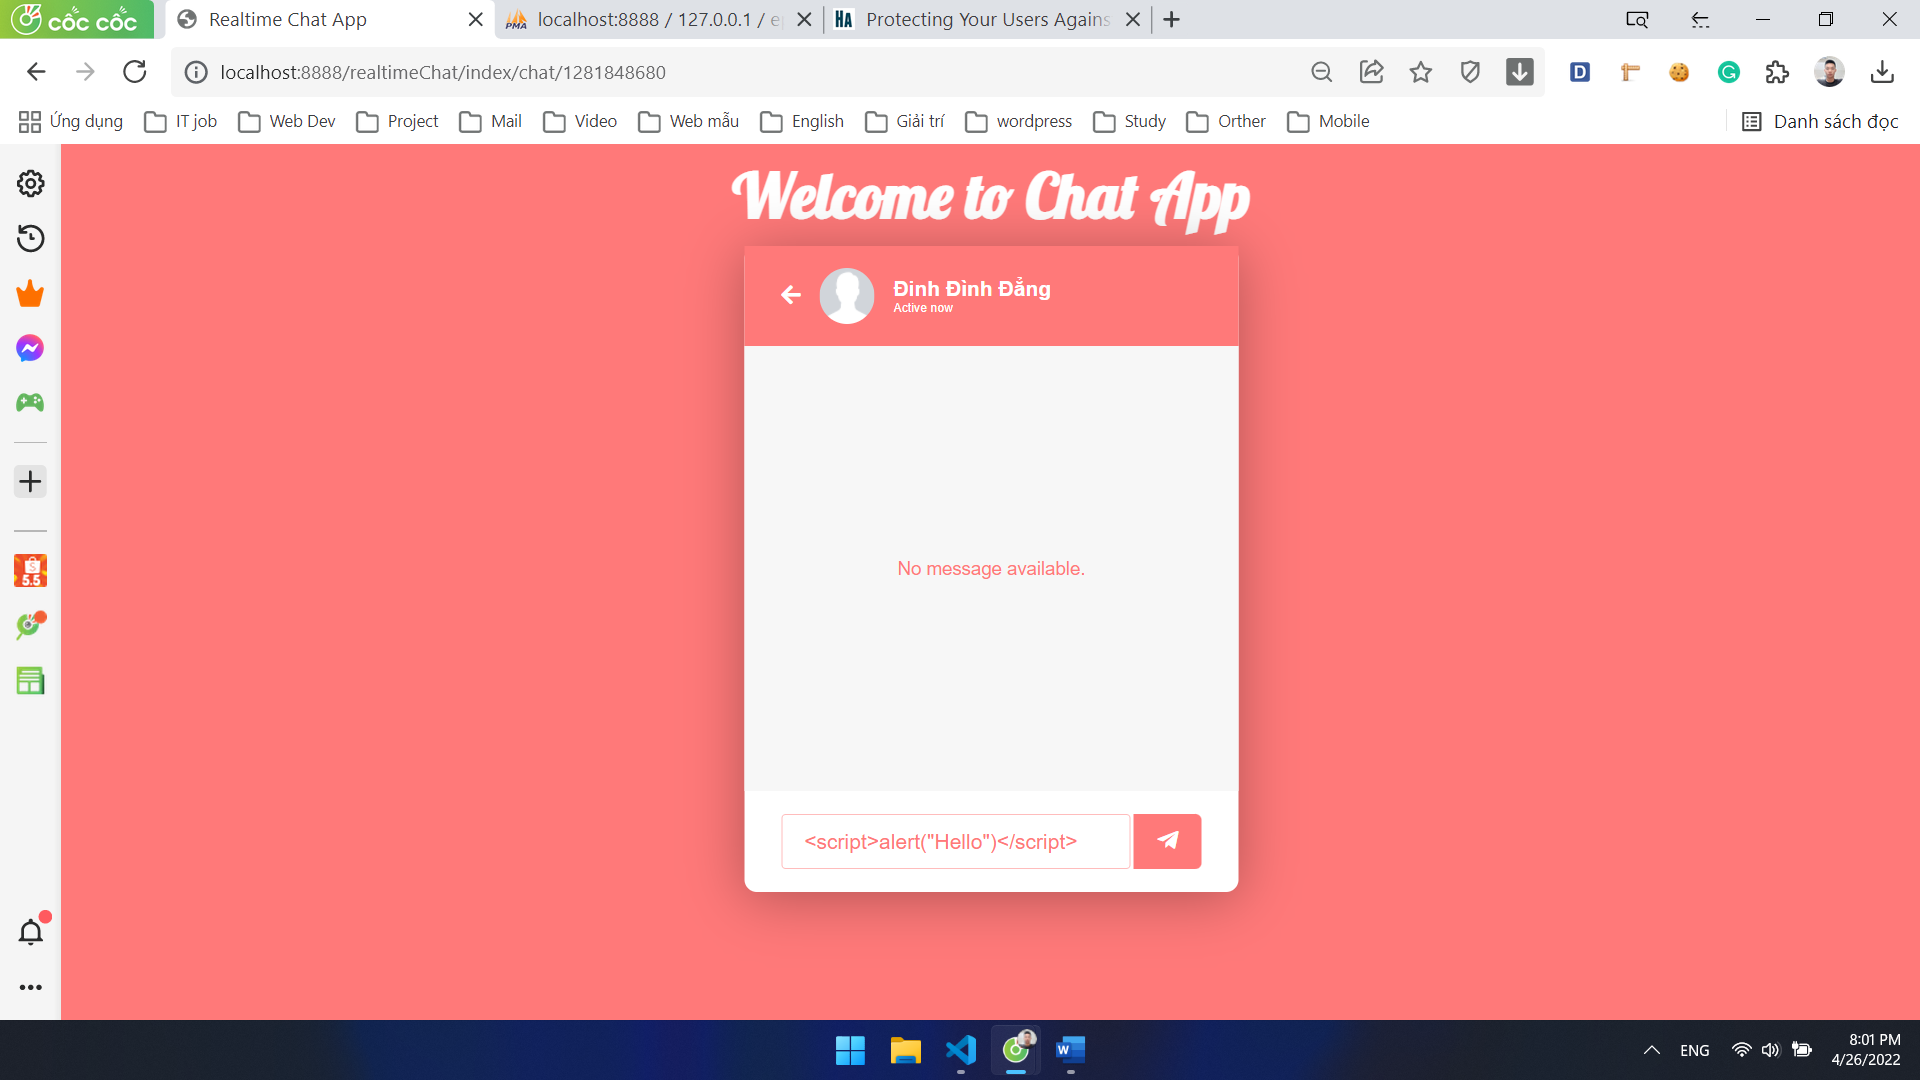 cốc cốc
Realtime Chat App
localhost:8888 / 127.0.0.1 / e
Protecting Your Users Agains
localhost:8888/realtimeChat/index/chat/1281848680
Ứng dụng
IT job
Web Dev
Project
Mail
Video
Web mẫu
English
Giải trí
wordpress
Study
Orther
Mobile
Danh sách đọc
Welcome to Chat App
Đinh Đình Đẳng
Active now
No message available.
<script>alert("Hello")</script>
5.5
ENG
8:01 PM
4/26/2022